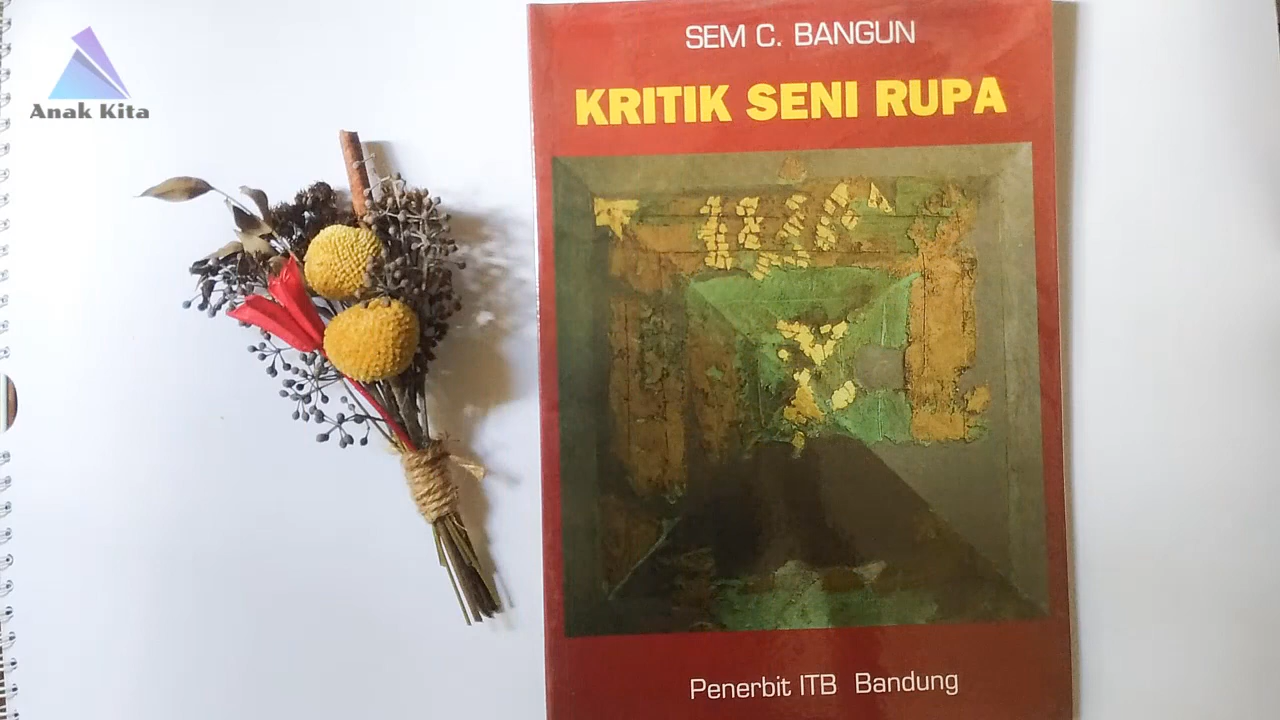 Anak Kita
SEM C. BANGUN
KRITIK SENI RUPA
Penerbit ITB Bandung